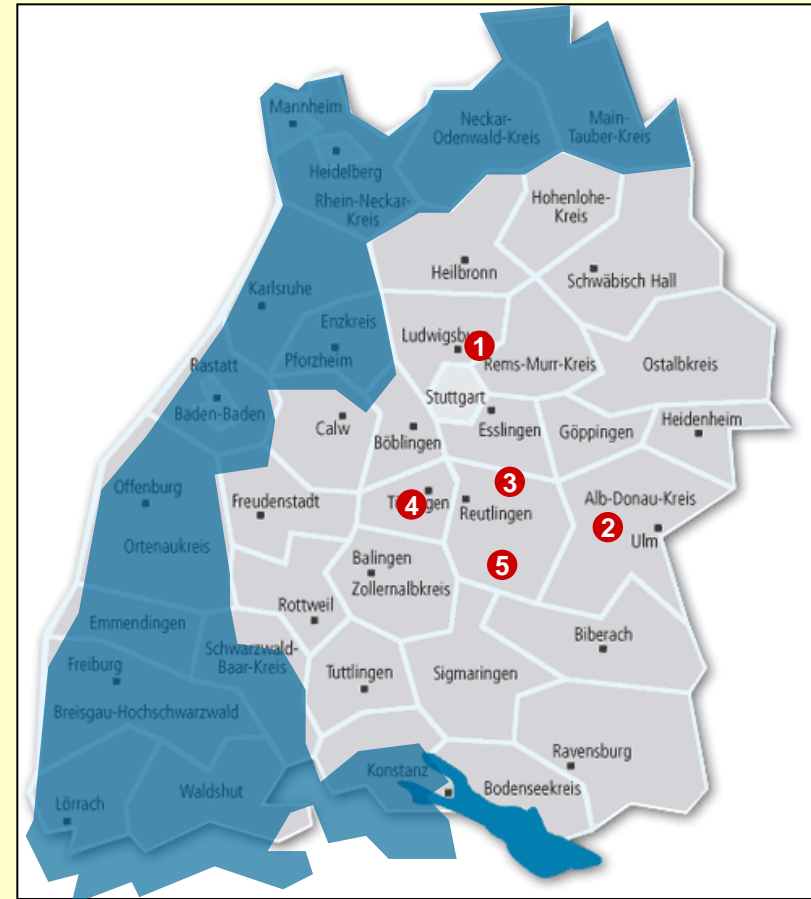 Mannheim
Neckar-
Odenwald-Kreis
Main-
Tauber-Kreis
Heidelberg
Rhein-Neckar-
Kreis
Hohenlohe-
Kreis
Heilbronn
Schwäbisch Hall
Karlsruhe
Enzkreis
Pforzheim
Ludwigsburg
1
Rems-Murr-Kreis
Ostalbkreis
Rastatt
Baden-Baden
Stuttgart
Calw
Böblingen
Esslingen
Göppingen
Heidenheim
Offenburg
Freudenstadt
4
Reutlingen
3
Alb-Donau-Kreis
2
Ulm
Ortenaukreis
Balingen
Zollernalbkreis
5
Rottweil
Emmendingen
Schwarzwald-
Baar-Kreis
Biberach
Freiburg
Tuttlingen
Sigmaringen
Breisgau-Hochschwarzwald
Ravensburg
Konstanz
Bodenseekreis
Waldshut
Lörrach